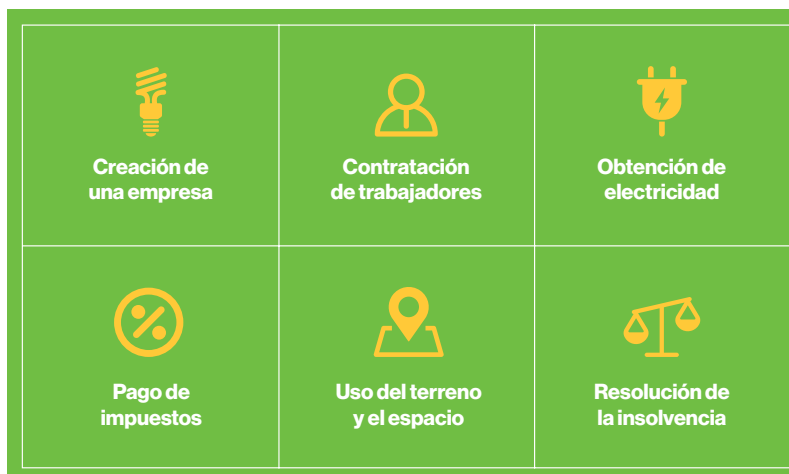 Creación de
una empresa
Contratación
de trabajadores
Obtención de
electricidad
Pago de
impuestos
Uso del terreno
y el espacio
Resolución de
la insolvencia